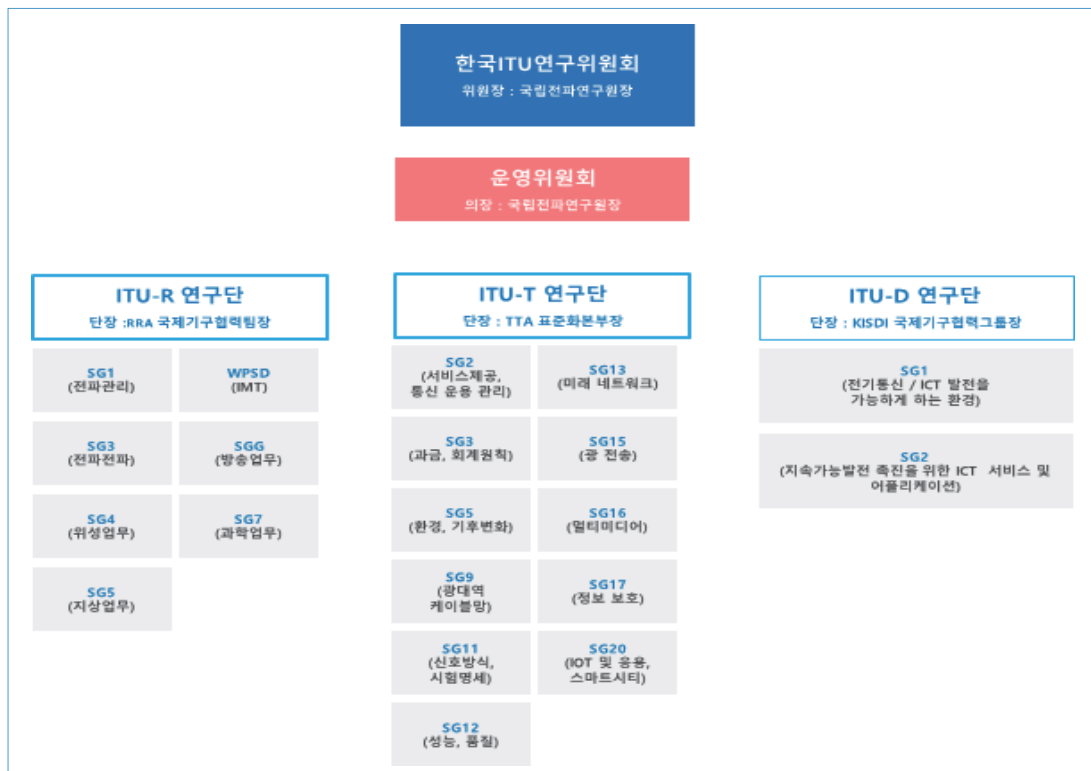 한국ITU연구위원회
위원장 : 국립전파연구원장
운영위원회
의장 : 국립전파연구원장
ITU-R 연구단
단장 :RRA 국제기구협력팀장
SG1
(전파관리)
WPSD
(IMT)
SG3
(전파전파)
SGG
(방송업무)
SG4
(위성업무)
SG7
(과학업무)
SG5
(지상업무)
ITU-T 연구단
단장 : TTA 표준화본부장
SG2
(서비스제공,
통신 운용 관리)
SG13
(미래 네트워크)
SG3
(과금, 회계원칙)
SG15
(광 전송)
SG5
(환경, 기후변화)
SG16
(멀티미디어)
SG9
(광대역
케이블망)
SG17
(정보 보호)
SG11
(신호방식,
시험명세)
SG20
(IOT 및 응용,
스마트시티)
SG12
(성능, 품질)
ITU-D 연구단
단장 : KISDI 국제기구협력그룹장
SG1
(전기통신 / ICT 발전을
가능하게 하는 환경)
SG2
(지속가능발전 촉진을 위한 ICT 서비스 및
어플리케이션)